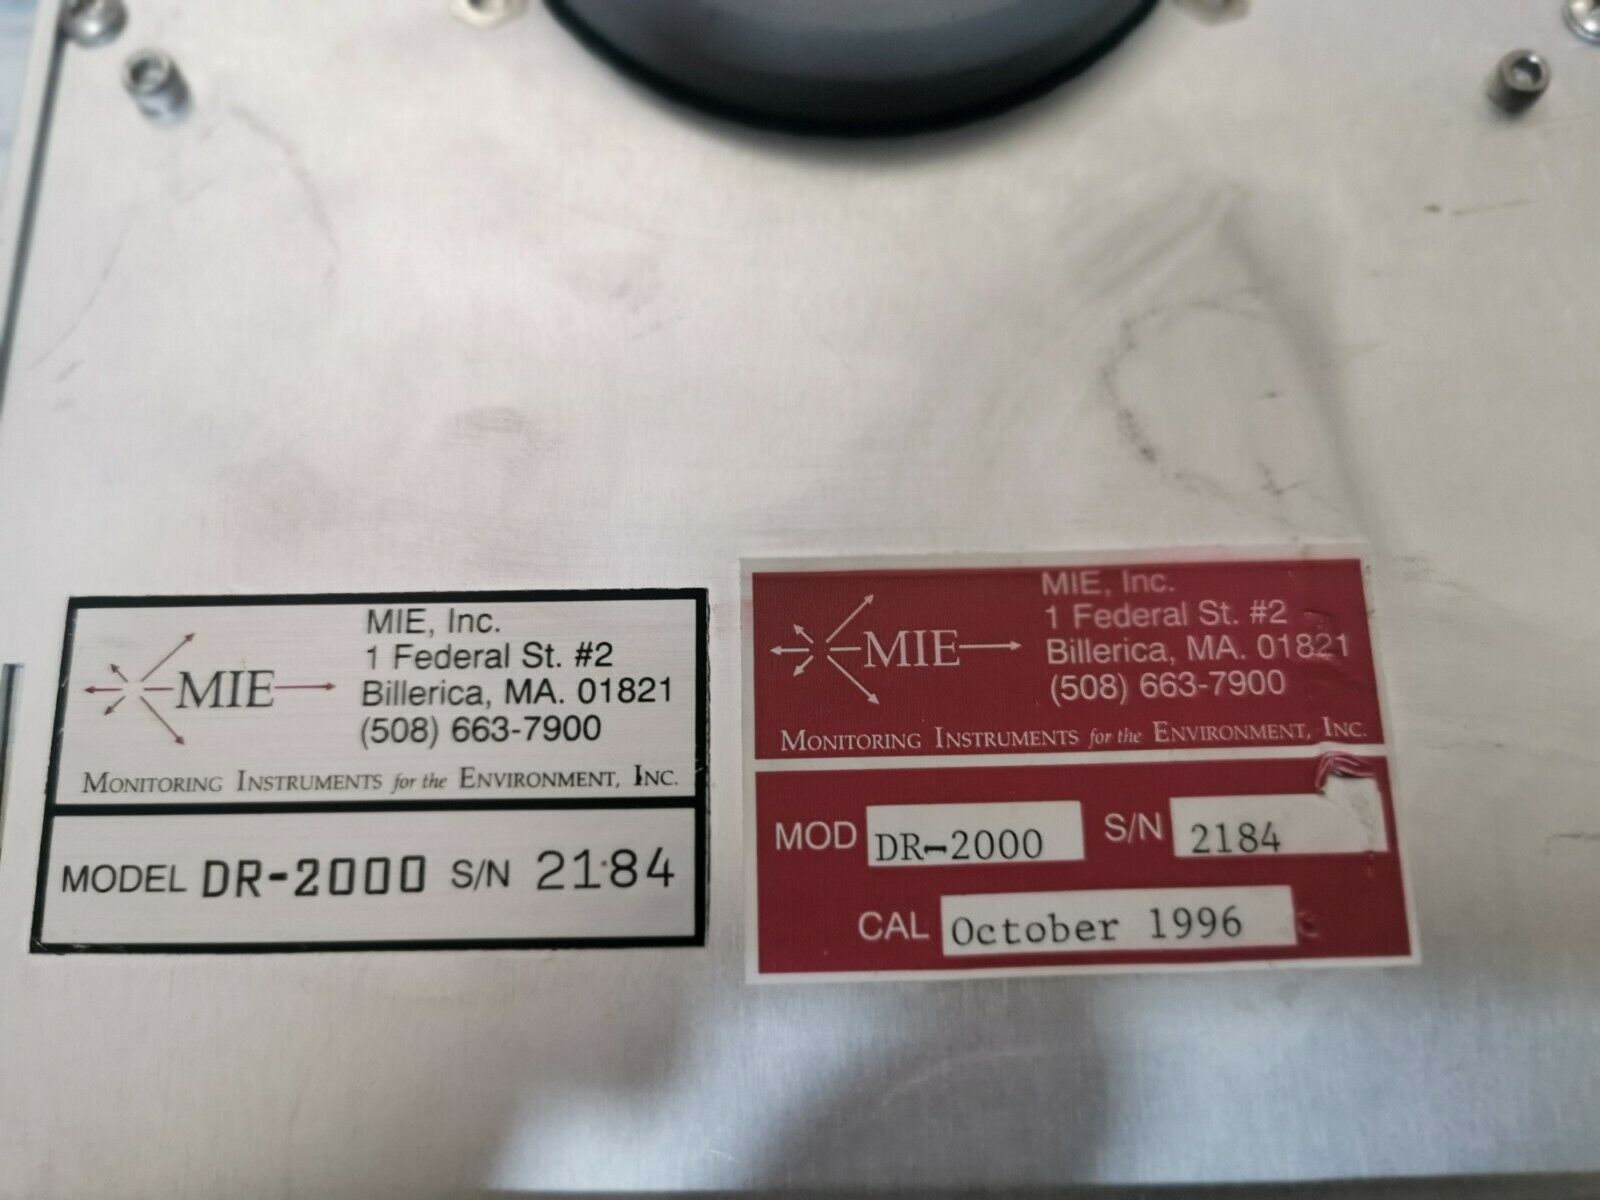 MIE
MIE, Inc.
1 Federal St. #2
Billerica, MA. 01821
(508) 663-7900
MONITORING INSTRUMENTS for the ENVIRONMENT, INC.
MODEL DR-2000 S/N 2184
MIE
MIE, Inc.
1 Federal St. #2
Billerica, MA. 01821
(508) 663-7900
MONITORING INSTRUMENTS for the ENVIRONMENT, INC.
MOD DR-2000 S/N 2184
CAL October 1996